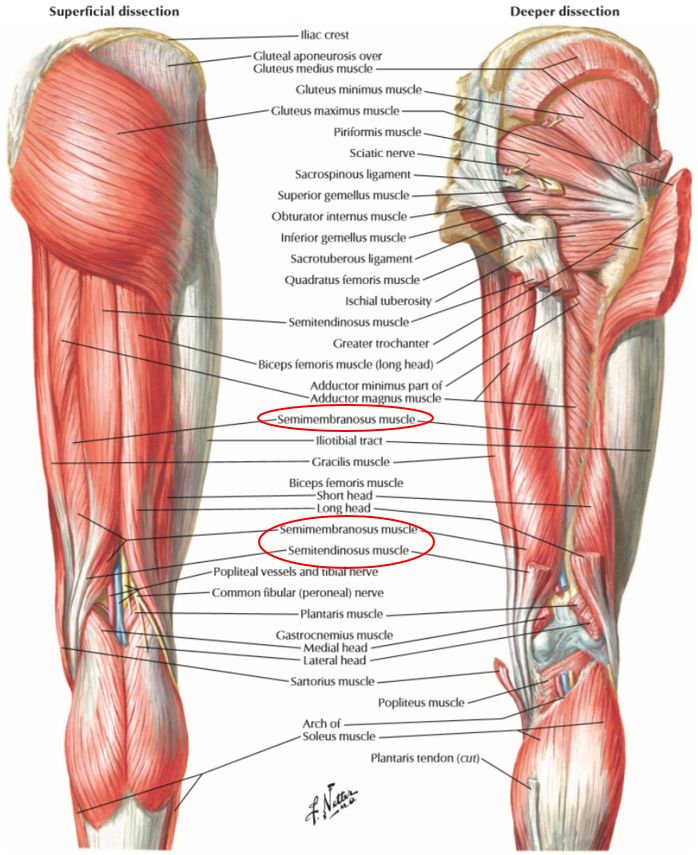 Superficial dissection
Deeper dissection
Iliac crest
Gluteal aponeurosis over
Gluteus medius muscle
Gluteus minimus muscle
Gluteus maximus muscle
Piriformis muscle
Sciatic nerve
Sacrospinous ligament
Superior gemellus muscle
Obturator internus muscle
Inferior gemellus muscle
Sacrotuberous ligament
Quadratus femoris muscle
Ischial tuberosity
Semitendinosus muscle
Greater trochanter
Biceps femoris muscle (long head)
Adductor minimus part of
Adductor magnus muscle
Semimembranosus muscle
Iliotibial tract
Gracilis muscle
Biceps femoris muscle
Short head
Long head
Semimembranosus muscle
Semitendinosus muscle
Popliteal vessels and tibial nerve
Common fibular (peroneal) nerve
Plantaris muscle
Gastrocnemius muscle
Medial head
Lateral head
Sartorius muscle
Popliteus muscle
Arch of
Soleus muscle
Plantaris tendon (cut)
F. Netter
M.D.